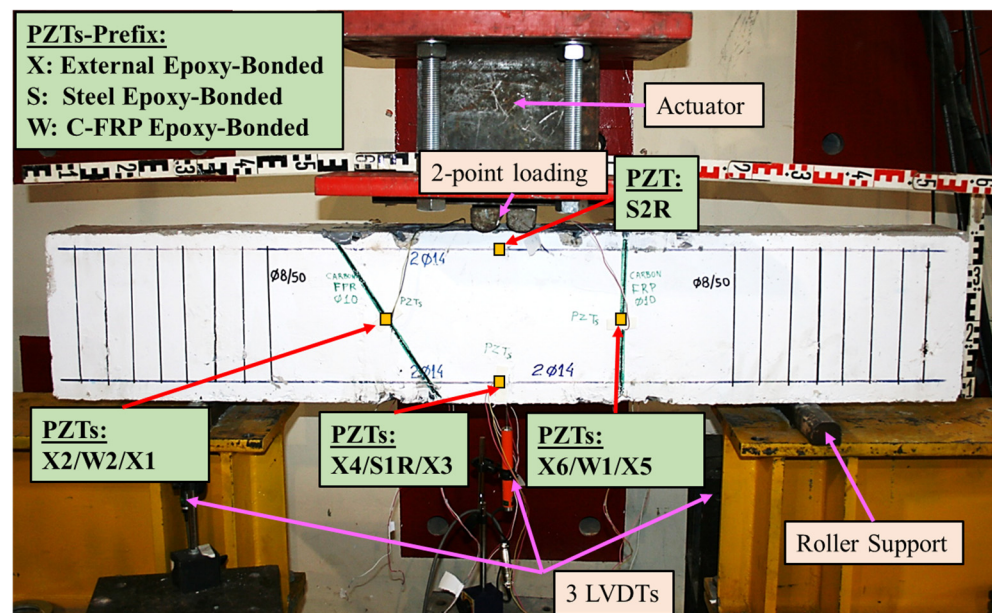 PZTs-Prefix:
X: External Epoxy-Bonded
S: Steel Epoxy-Bonded
W: C-FRP Epoxy-Bonded
Actuator
2-point loading
PZT:
S2R
2Ø14
Ø8/50
CARBON
FFR
Ø10
PZTs
CARBON
FRP
Ø10
Ø8/50
PZTs
PZTs
2Ø14
2Ø14
PZTs:
X2/W2/X1
PZTs:
X4/S1R/X3
PZTs:
X6/W1/X5
Roller Support
3 LVDTs